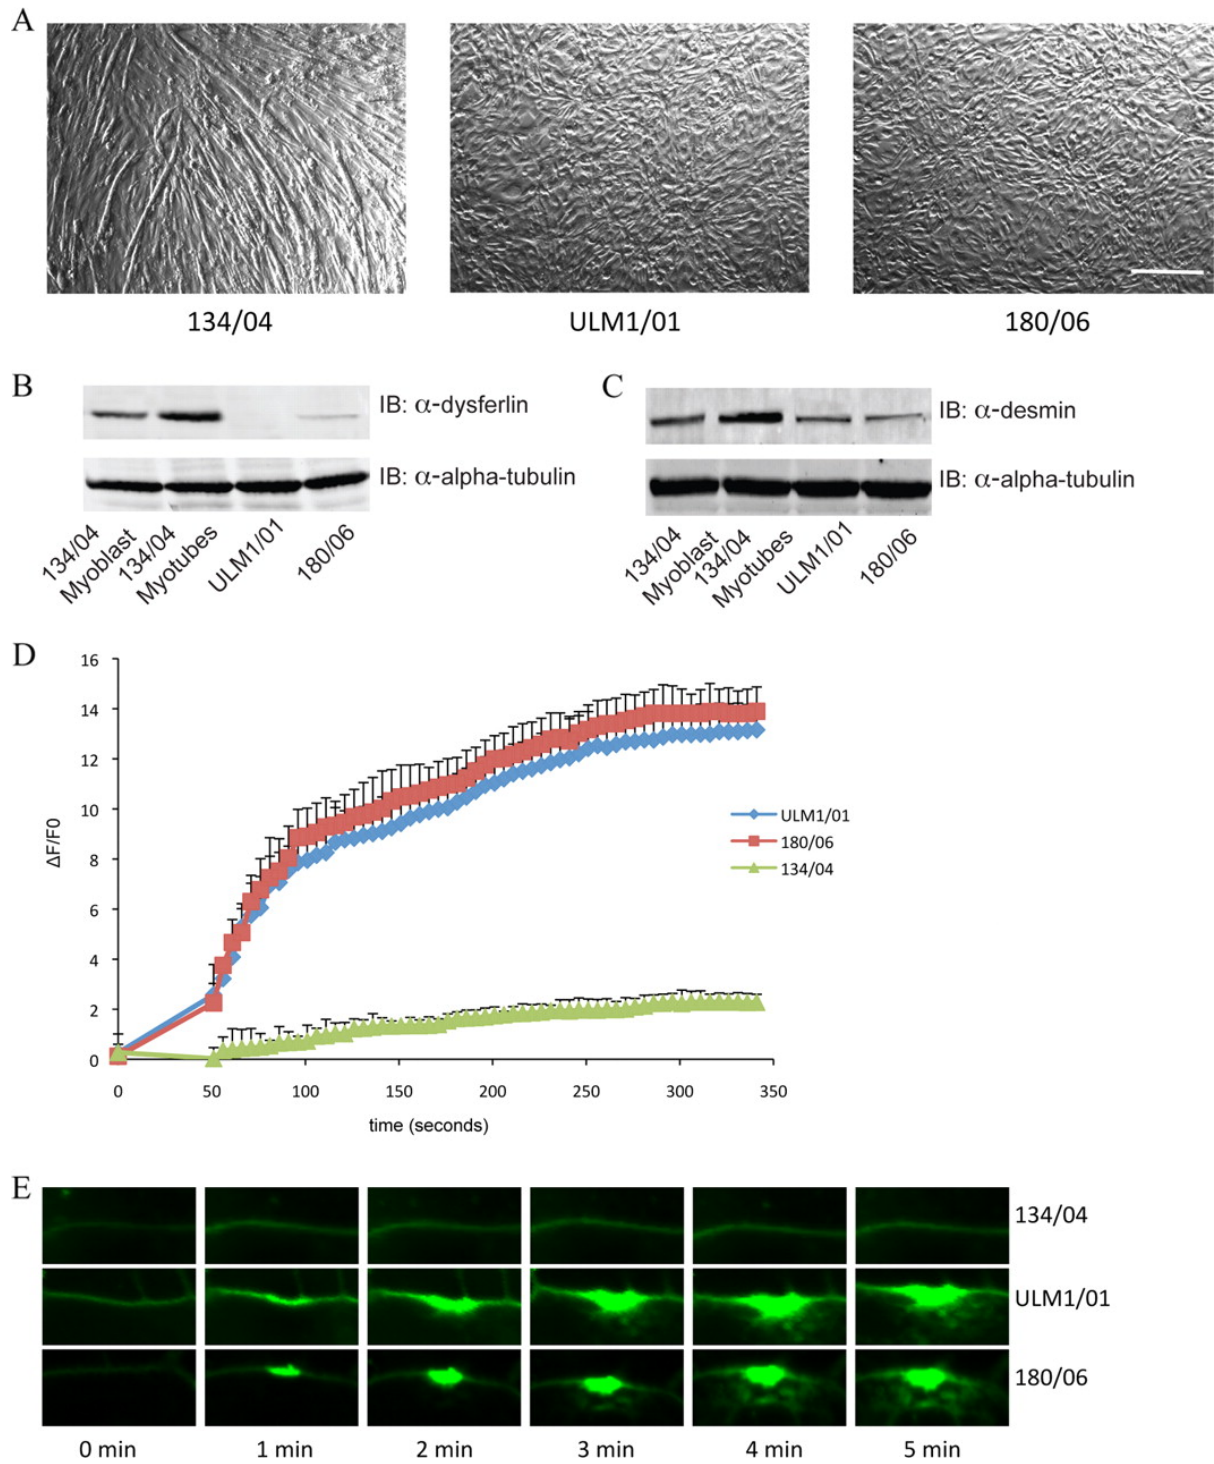 A
134/04
ULM1/01
180/06
B
IB: α-dysferlin
IB: α-alpha-tubulin
134/04
Myoblast
134/04
Myotubes
ULM1/01
180/06
C
IB: α-desmin
IB: α-alpha-tubulin
134/04
Myoblast
134/04
Myotubes
ULM1/01
180/06
D
16
14
12
10
8
6
4
2
0
ΔF/F0
0 50 100 150 200 250 300 350
time (seconds)
ULM1/01
180/06
134/04
E
134/04
ULM1/01
180/06
0 min 1 min 2 min 3 min 4 min 5 min